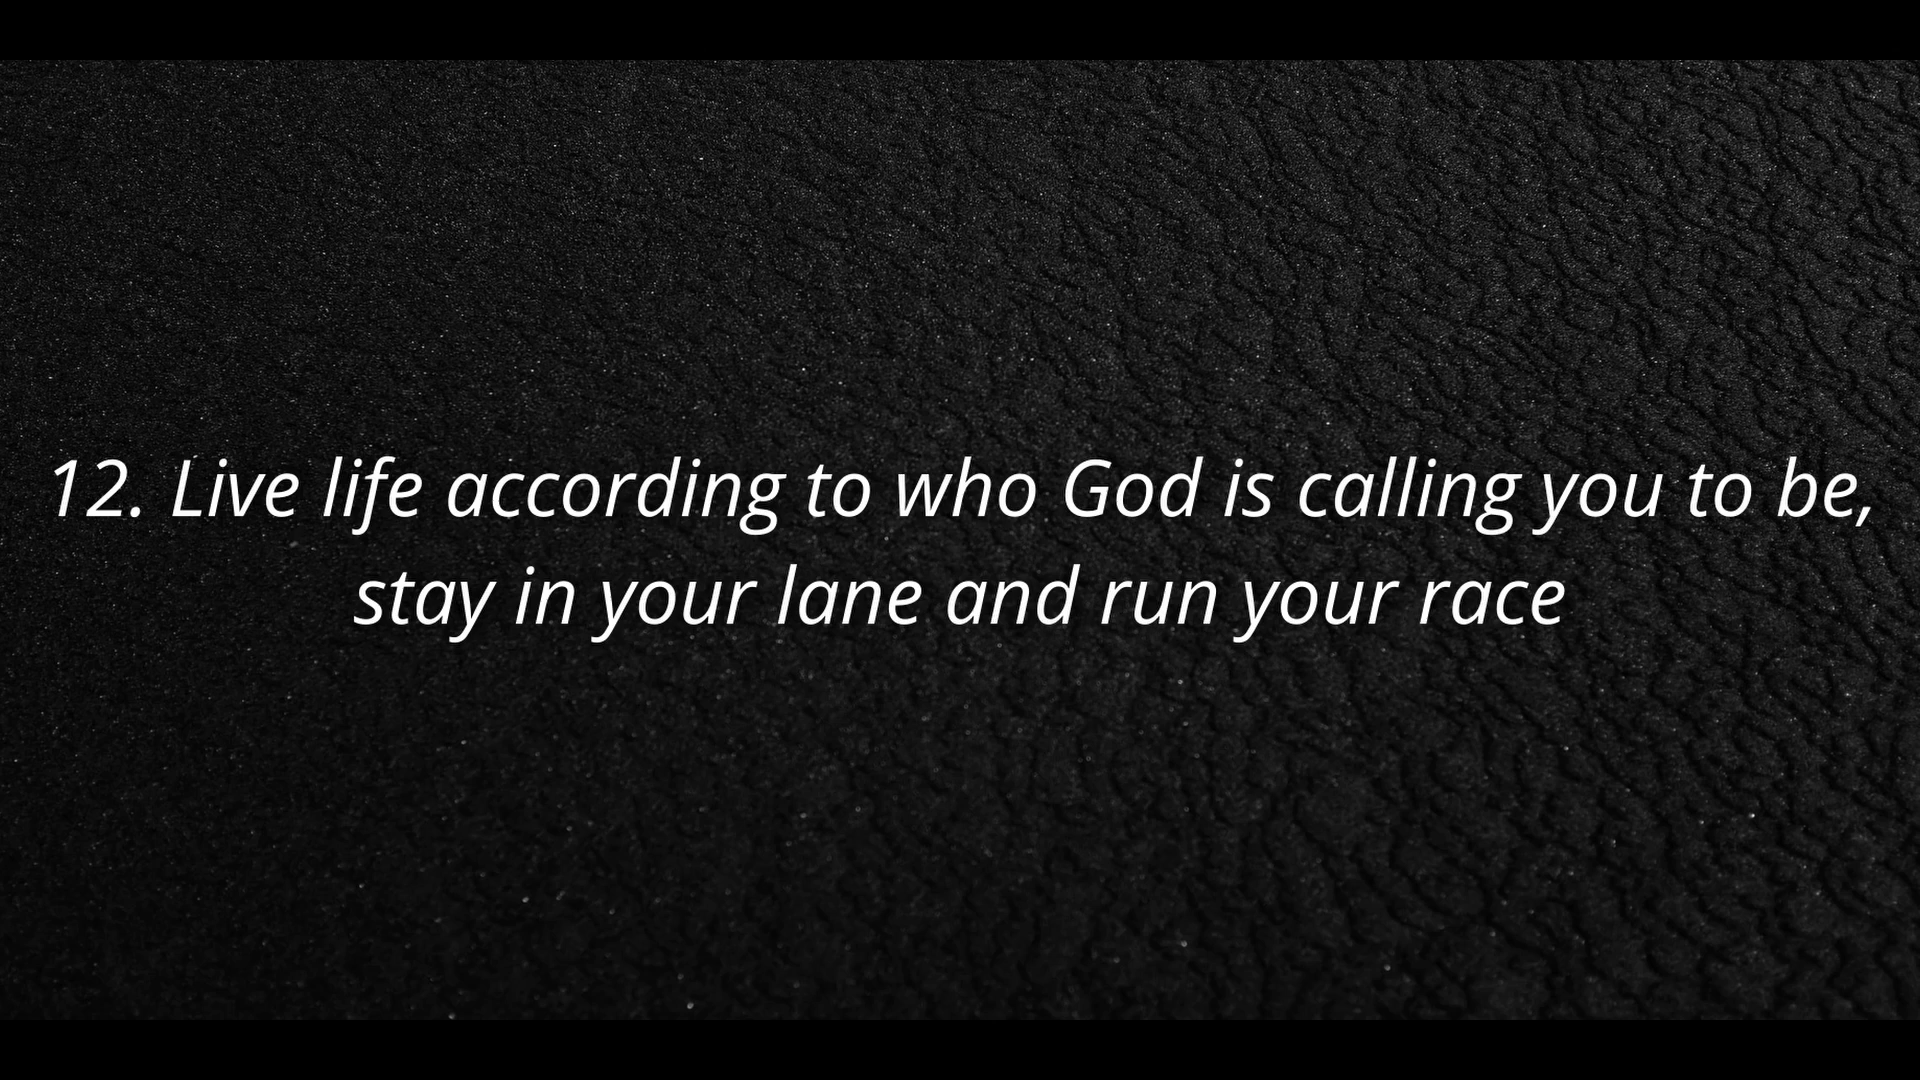 12. Live life according to who God is calling you to be,
stay in your lane and run your race